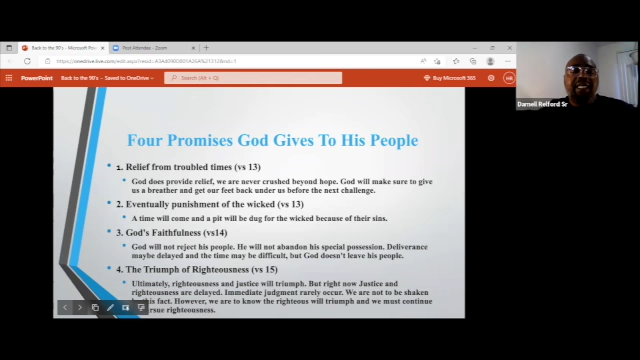 Back to the 90's - Microsoft Pro
Post Attendee - Zoom
PowerPoint
Back to the 90's - Saved to OneDrive
Search (Alt + Q)
Buy Microsoft 365
Darnell Relford Sr
Four Promises God Gives To His People
1. Relief from troubled times (vs 13)
God does provide relief, we are never crushed beyond hope. God will make sure to give
us a breather and get our feet back under us before the next challenge.
2. Eventually punishment of the wicked (vs 13)
A time will come and a pit will be dug for the wicked because of their sins.
3. God's Faithfulness (vs14)
God will not reject his people. He will not abandon his special possession. Deliverance
maybe delayed and the time may be difficult, but God doesn't leave his people.
4. The Triumph of Righteousness (vs 15)
Ultimately, righteousness and justice will triumph. But right now Justice and
righteousness are delayed. Immediate judgment rarely occur. We are not to be shaken
this fact. However, we are to know the righteous will triumph and we must continue
righteousness.